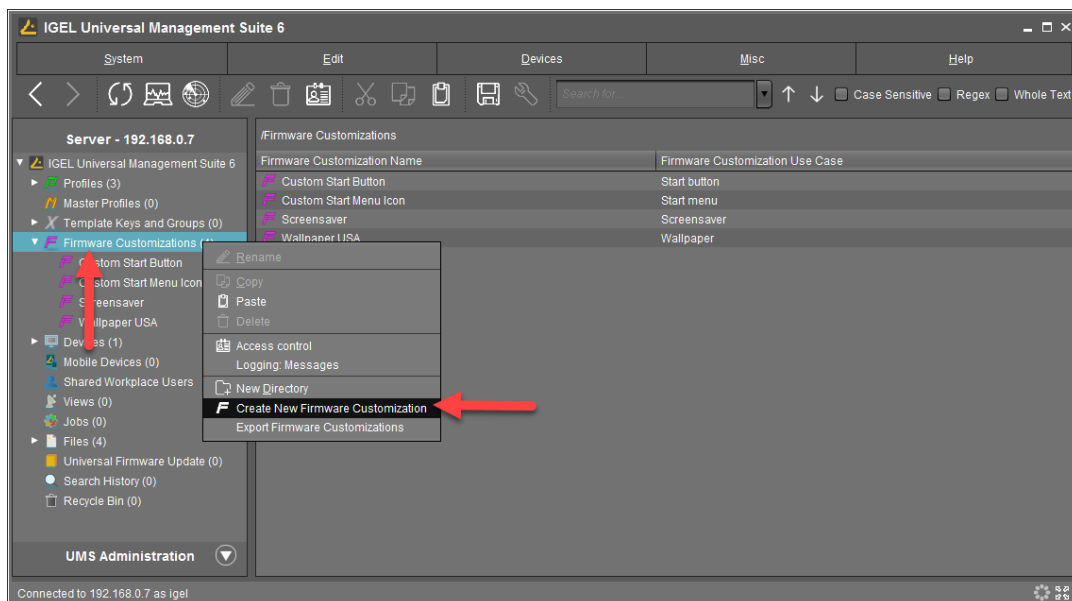 IGEL Universal Management Suite 6
System Edit Devices Misc Help
Search for... Case Sensitive Regex Whole Text
Server - 192.168.0.7
IGEL Universal Management Suite 6
Profiles (3)
Master Profiles (0)
Template Keys and Groups (0)
Firmware Customizations
Custom Start Button
Custom Start Menu Icon
Screensaver
Wallpaper USA
Devices (1)
Mobile Devices (0)
Shared Workplace Users
Views (0)
Jobs (0)
Files (4)
Universal Firmware Update (0)
Search History (0)
Recycle Bin (0)
UMS Administration
/Firmware Customizations
Firmware Customization Name Firmware Customization Use Case
Custom Start Button Start button
Custom Start Menu Icon Start menu
Screensaver Screensaver
Wallpaper USA Wallpaper
Rename
Copy
Paste
Delete
Access control
Logging: Messages
New Directory
Create New Firmware Customization
Export Firmware Customizations
Connected to 192.168.0.7 as igel